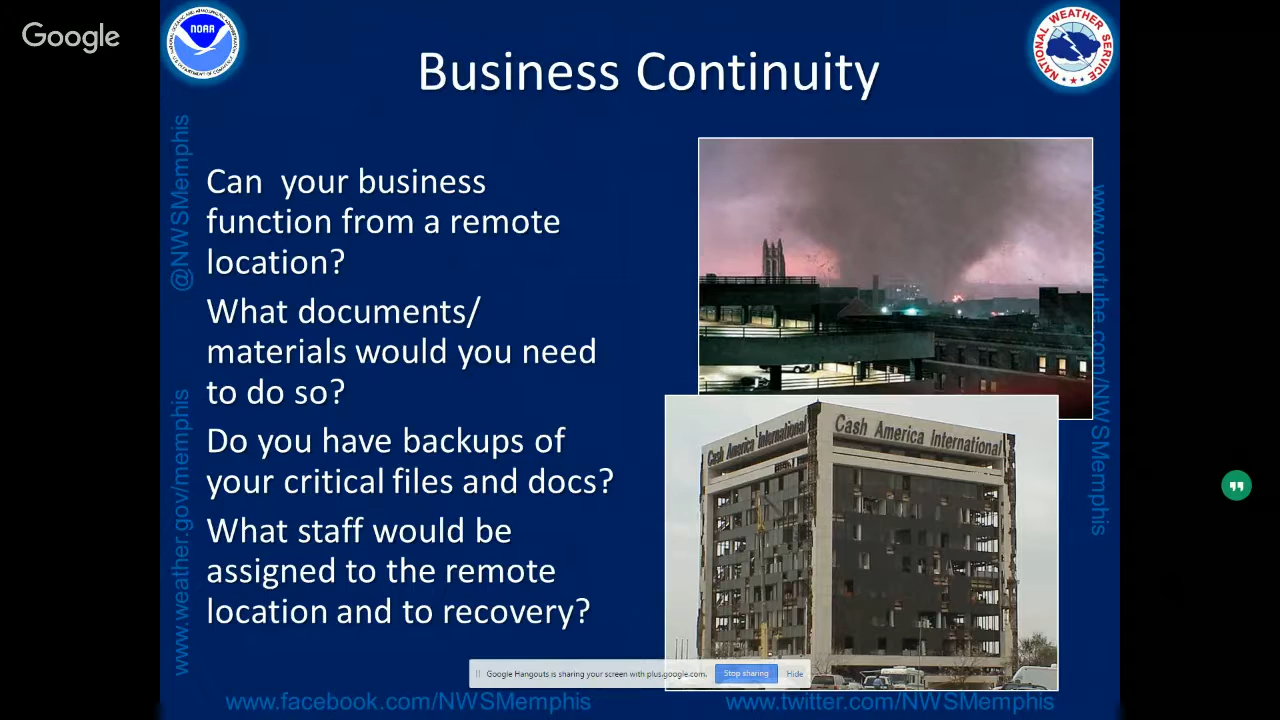 Google
NOAA
NATIONAL WEATHER SERVICE
Business Continuity
@NWSMemphis
www.weather.gov/memphis
Can your business
function from a remote
location?
What documents/
materials would you need
to do so?
Do you have backups of
your critical files and docs?
What staff would be
assigned to the remote
location and to recovery?
www.youtube.com/NWSMemphis
Cash America International
Cash America International
Google Hangouts is sharing your screen with plus.google.com.
Stop sharing
Hide
www.facebook.com/NWSMemphis
www.twitter.com/NWSMemphis